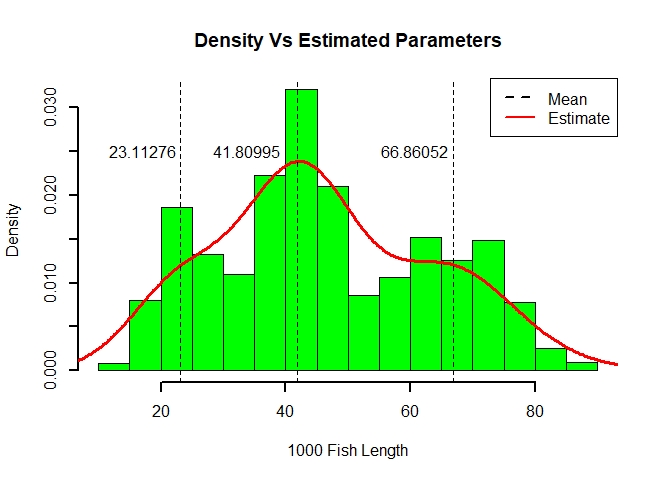 Density Vs Estimated Parameters
Mean
Estimate
23.11276
41.80995
66.86052
Density
0.000
0.010
0.020
0.030
20
40
60
80
1000 Fish Length